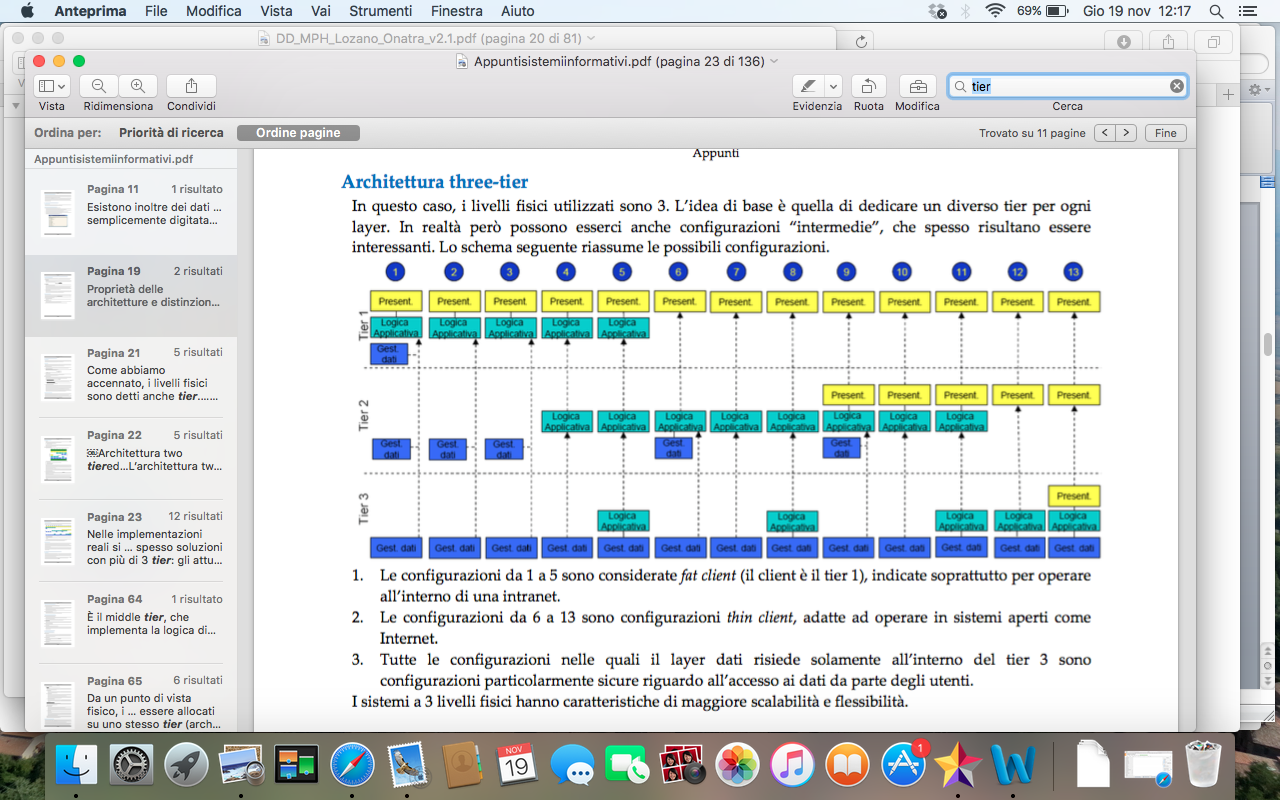 Anteprima File Modifica Vista Vai Strumenti Finestra Aiuto 69% Gio 19 nov 12:17
DD_MPH_Lozano_Onatra_v2.1.pdf (pagina 20 di 81)
Appuntisistemiinformativi.pdf (pagina 23 di 136)
tier
Vista Ridimensiona Condividi Evidenzia Ruota Modifica Cerca
Ordina per: Priorità di ricerca Ordine pagine Trovato su 11 pagine < > Fine
Appuntisistemiinformativi.pdf
Pagina 11 1 risultato
Esistono inoltre dei dati ...
semplicemente digitata...
Pagina 19 2 risultati
Proprietà delle
architetture e distinzion...
Pagina 21 5 risultati
Come abbiamo
accennato, i livelli fisici
sono detti anche tier......
Pagina 22 5 risultati
Architettura two
tiered...L'architettura tw...
Pagina 23 12 risultati
Nelle implementazioni
reali si ... spesso soluzioni
con più di 3 tier: gli attu...
Pagina 64 1 risultato
È il middle tier, che
implementa la logica di...
Pagina 65 6 risultati
Da un punto di vista
fisico, i ... essere allocati
su uno stesso tier (arch...
Appunti
Architettura three-tier
In questo caso, i livelli fisici utilizzati sono 3. L'idea di base è quella di dedicare un diverso tier per ogni
layer. In realtà però possono esserci anche configurazioni “intermedie”, che spesso risultano essere
interessanti. Lo schema seguente riassume le possibili configurazioni.
1 2 3 4 5 6 7 8 9 10 11 12 13
Tier 1
Present. Present. Present. Present. Present. Present. Present. Present. Present. Present. Present. Present. Present.
Logica Logica Logica Logica Logica
Applicativa Applicativa Applicativa Applicativa Applicativa
Gest.
dati
Tier 2
Present. Present. Present. Present. Present.
Logica Logica Logica Logica Logica Logica Logica Logica
Applicativa Applicativa Applicativa Applicativa Applicativa Applicativa Applicativa Applicativa
Gest. Gest. Gest. Gest. Gest.
dati dati dati dati dati
Tier 3
Present.
Logica Logica Logica Logica Logica
Applicativa Applicativa Applicativa Applicativa Applicativa
Gest. dati Gest. dati Gest. dati Gest. dati Gest. dati Gest. dati Gest. dati Gest. dati Gest. dati Gest. dati Gest. dati Gest. dati Gest. dati
1. Le configurazioni da 1 a 5 sono considerate fat client (il client è il tier 1), indicate soprattutto per operare
all'interno di una intranet.
2. Le configurazioni da 6 a 13 sono configurazioni thin client, adatte ad operare in sistemi aperti come
Internet.
3. Tutte le configurazioni nelle quali il layer dati risiede solamente all'interno del tier 3 sono
configurazioni particolarmente sicure riguardo all'accesso ai dati da parte degli utenti.
I sistemi a 3 livelli fisici hanno caratteristiche di maggiore scalabilità e flessibilità.
NOV
19
1